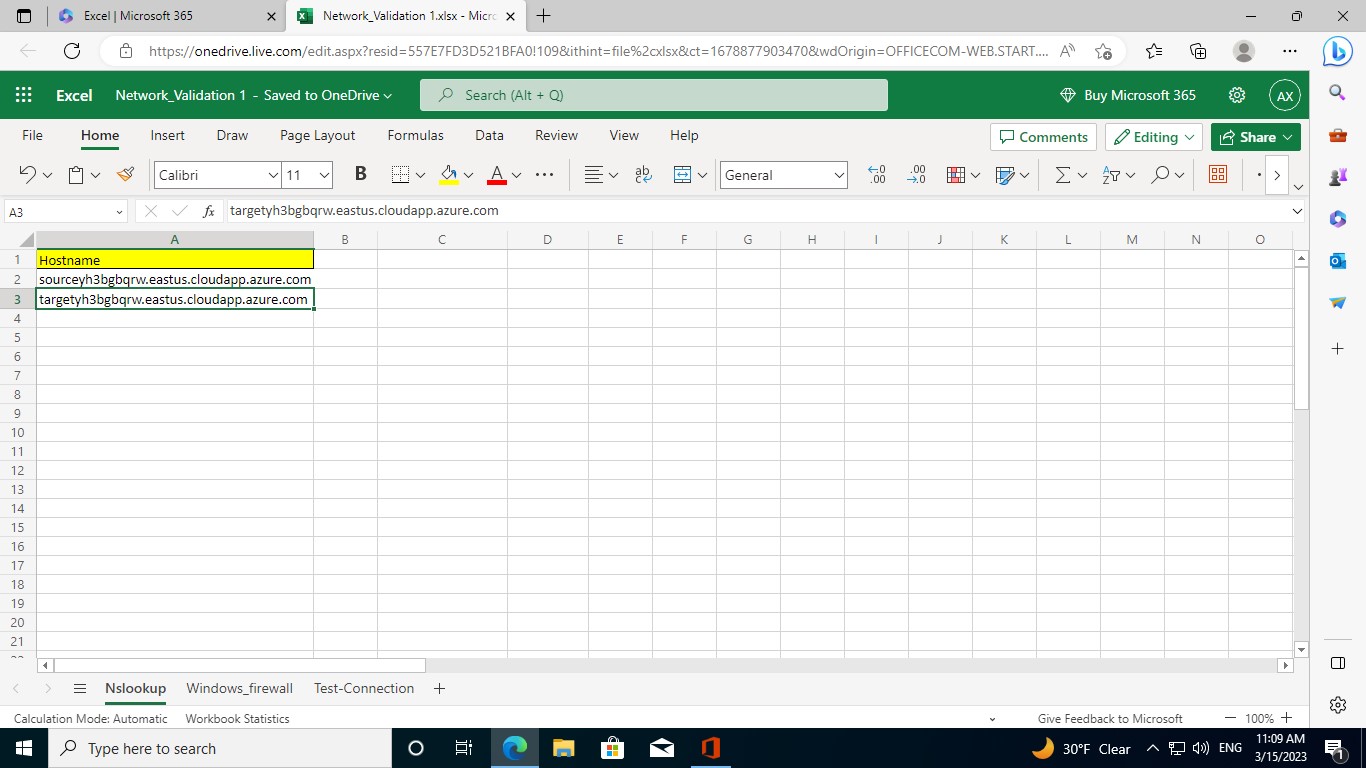 Excel | Microsoft 365
Network_Validation 1.xlsx - Micro
https://onedrive.live.com/edit.aspx?resid=557E7FD3D521BFA0!109&ithint=file%2cxlsx&ct=1678877903470&wdOrigin=OFFICECOM-WEB.START....
Excel Network_Validation 1 - Saved to OneDrive
Search (Alt + Q)
Buy Microsoft 365
AX
File Home Insert Draw Page Layout Formulas Data Review View Help
Comments Editing Share
Calibri 11 B A ab General .00 .00
A3 fx targetyh3bgbqrw.eastus.cloudapp.azure.com
A B C D E F G H I J K L M N O
1 Hostname
2 sourceyh3bgbqrw.eastus.cloudapp.azure.com
3 targetyh3bgbqrw.eastus.cloudapp.azure.com
4
5
6
7
8
9
10
11
12
13
14
15
16
17
18
19
20
21
Nslookup Windows_firewall Test-Connection
Calculation Mode: Automatic Workbook Statistics
Give Feedback to Microsoft
100%
Type here to search
30°F Clear
ENG
11:09 AM
3/15/2023
1